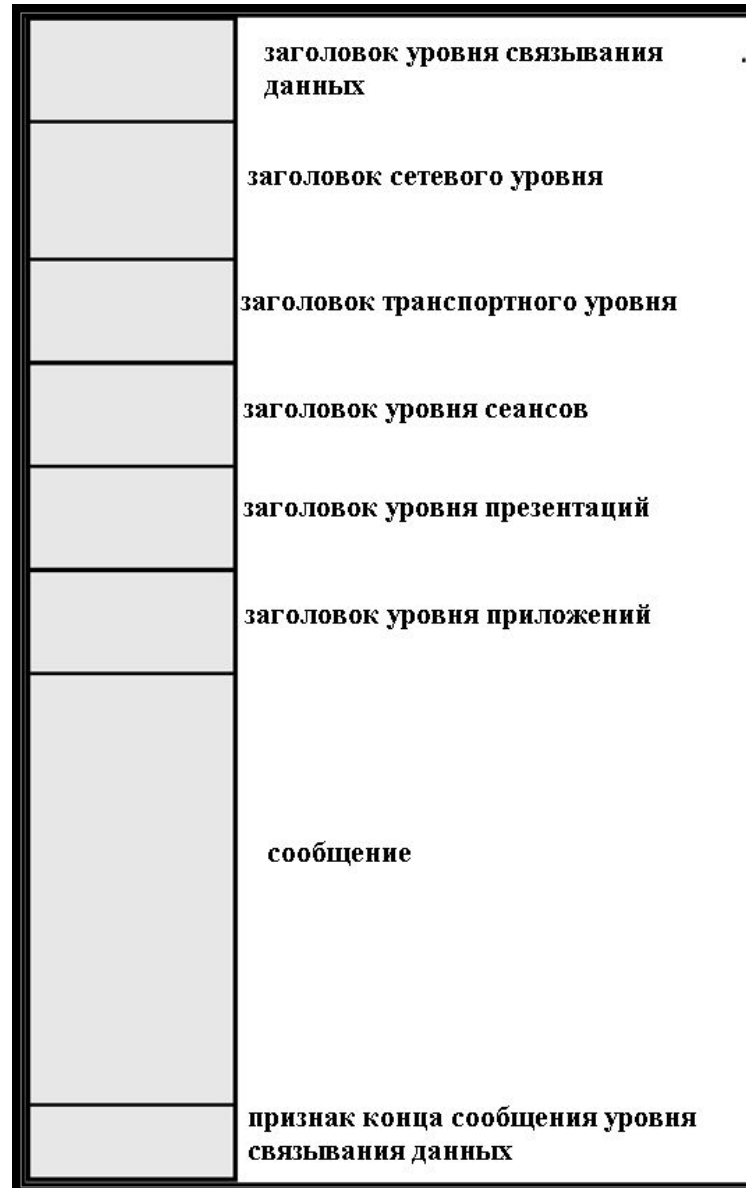 заголовок уровня связывания
данных
заголовок сетевого уровня
заголовок транспортного уровня
заголовок уровня сеансов
заголовок уровня презентаций
заголовок уровня приложений
сообщение
признак конца сообщения уровня
связывания данных